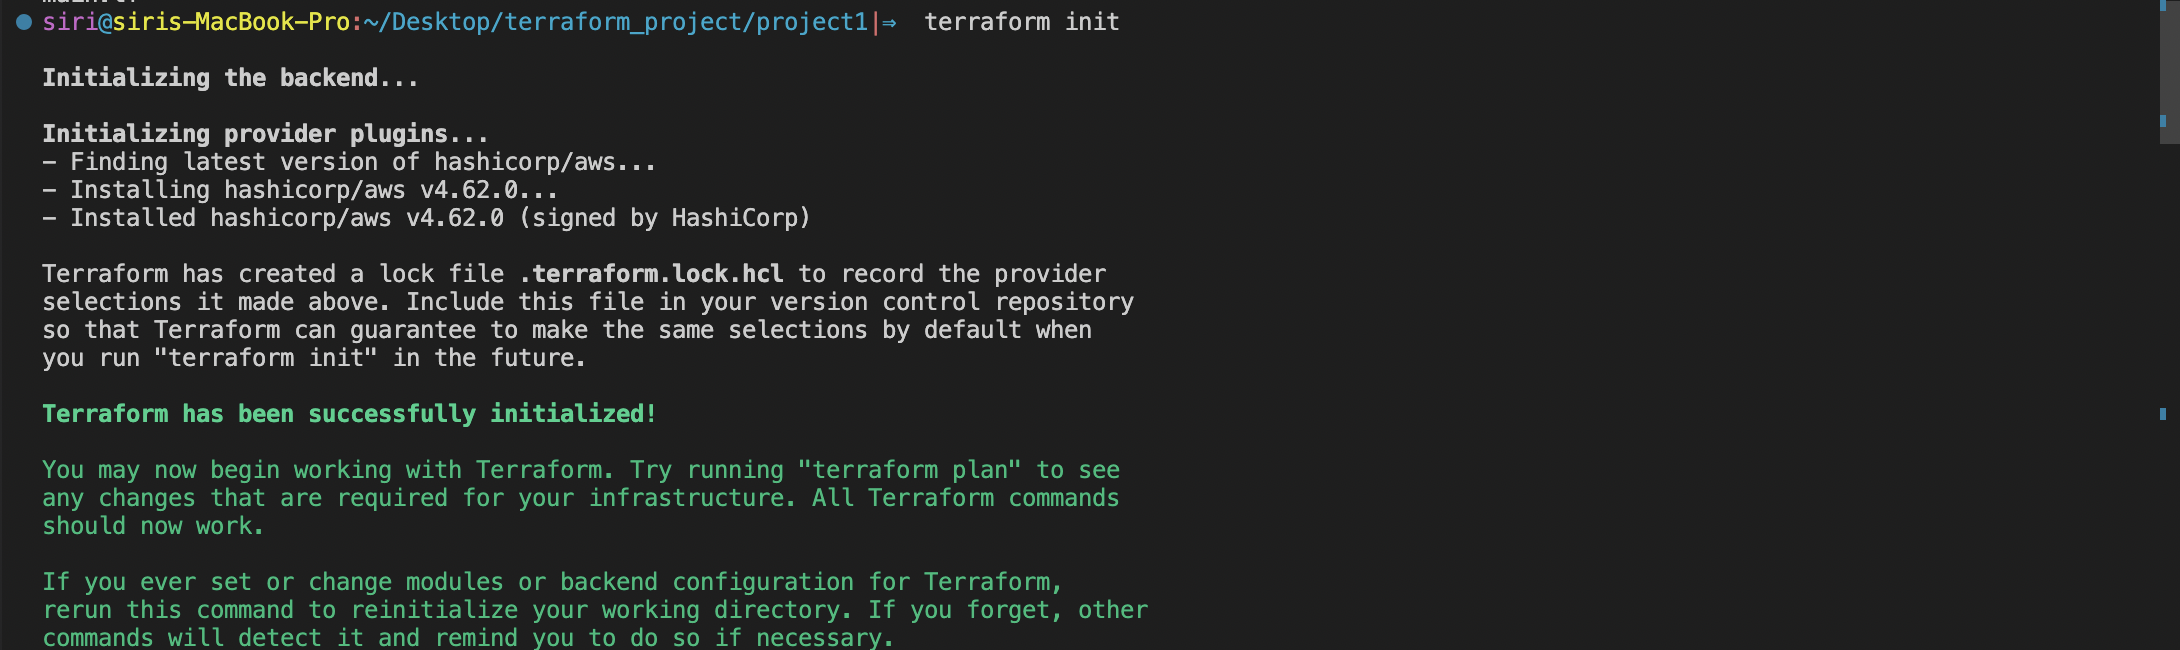 siri@siris-MacBook-Pro:~/Desktop/terraform_project/project1|⇒  terraform init
Initializing the backend...
Initializing provider plugins...
- Finding latest version of hashicorp/aws...
- Installing hashicorp/aws v4.62.0...
- Installed hashicorp/aws v4.62.0 (signed by HashiCorp)
Terraform has created a lock file .terraform.lock.hcl to record the provider
selections it made above. Include this file in your version control repository
so that Terraform can guarantee to make the same selections by default when
you run "terraform init" in the future.
Terraform has been successfully initialized!
You may now begin working with Terraform. Try running "terraform plan" to see
any changes that are required for your infrastructure. All Terraform commands
should now work.
If you ever set or change modules or backend configuration for Terraform,
rerun this command to reinitialize your working directory. If you forget, other
commands will detect it and remind you to do so if necessary.